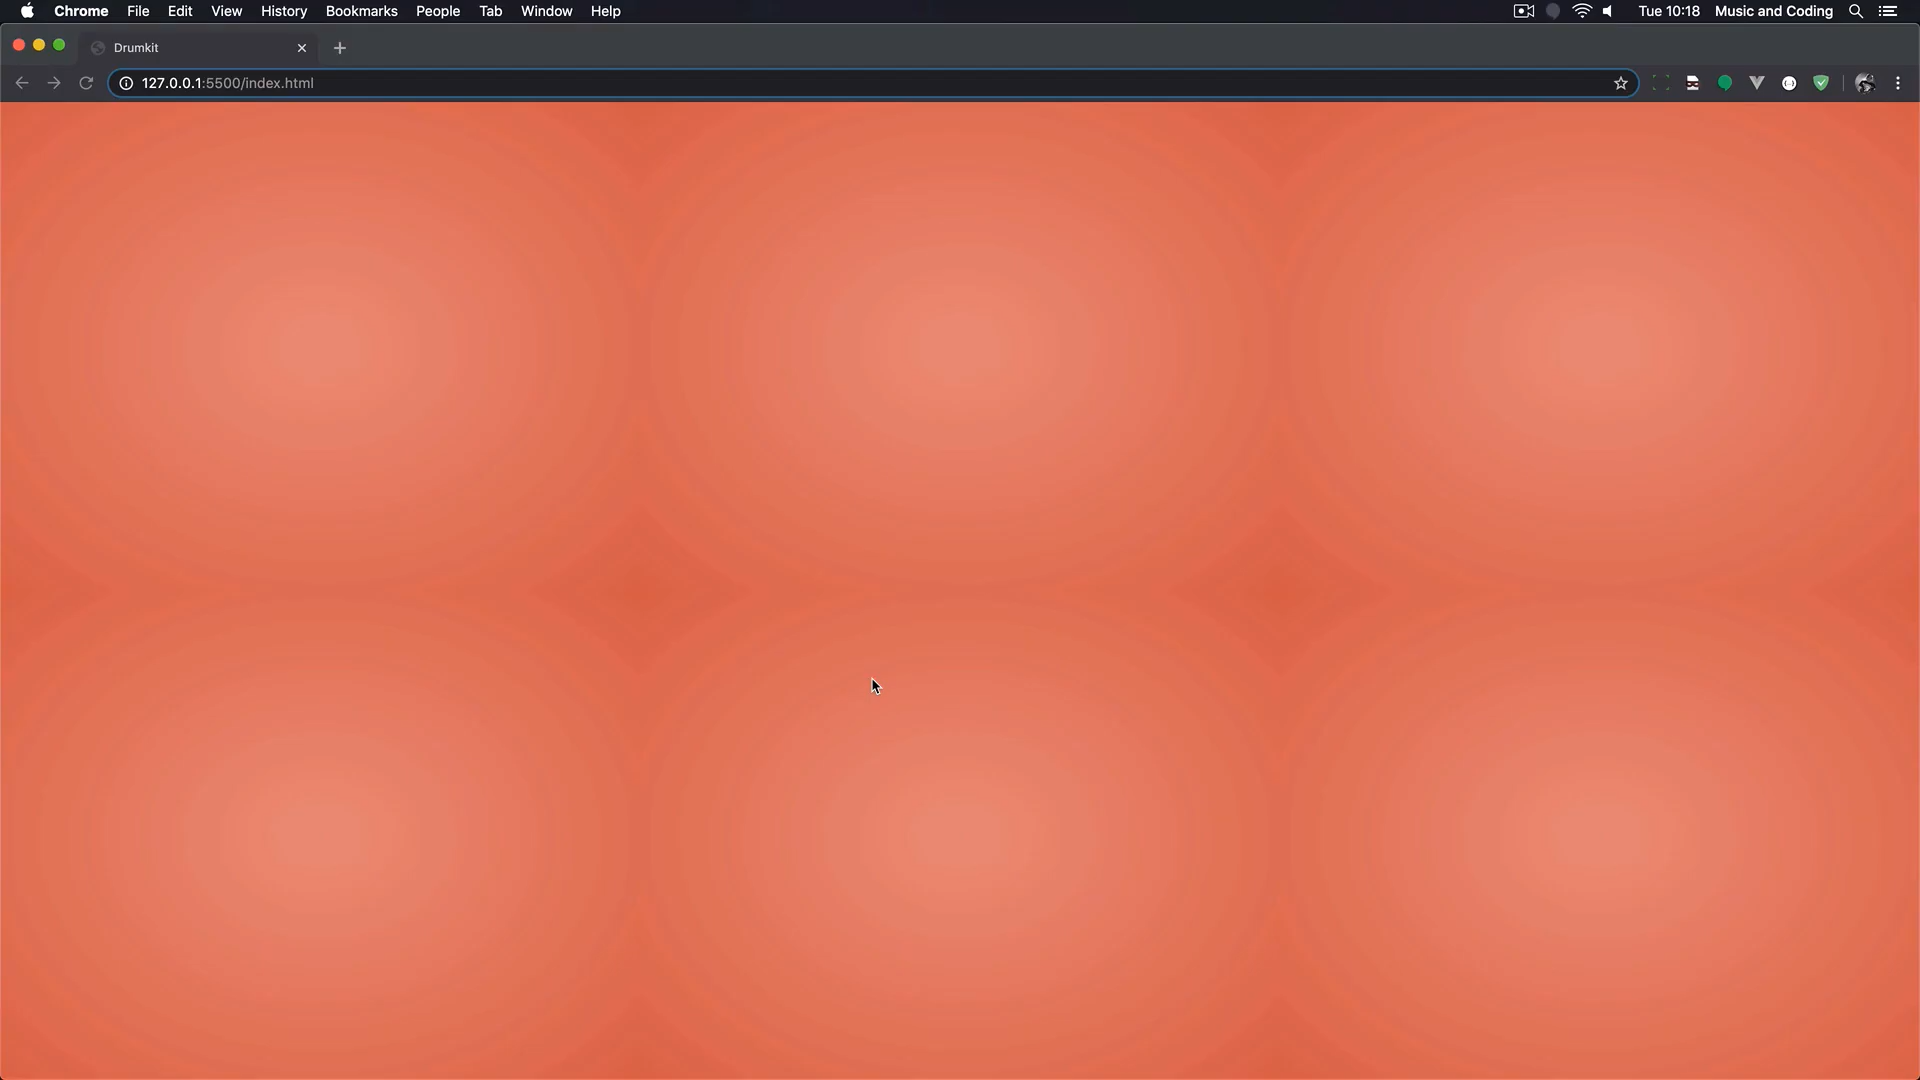 Chrome File Edit View History Bookmarks People Tab Window Help Tue 10:18 Music and Coding
Drumkit
127.0.0.1:5500/index.html